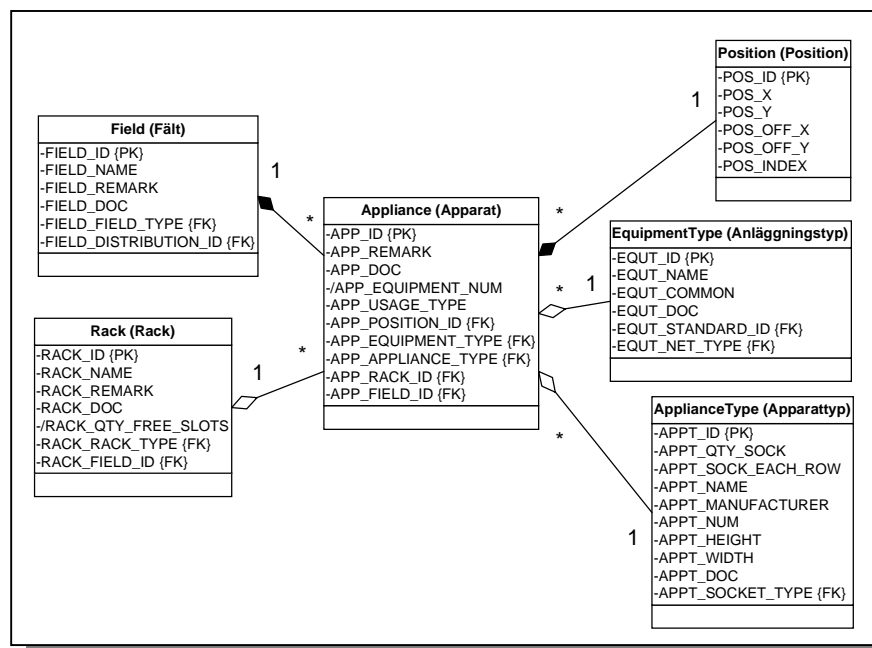 Position (Position)
-POS_ID {PK}
-POS_X
-POS_Y
-POS_OFF_X
-POS_OFF_Y
-POS_INDEX
1
*
Field (Fält)
-FIELD_ID {PK}
-FIELD_NAME
-FIELD_REMARK
-FIELD_DOC
-FIELD_FIELD_TYPE {FK}
-FIELD_DISTRIBUTION_ID {FK}
1
*
Appliance (Apparat)
-APP_ID {PK}
-APP_REMARK
-APP_DOC
-/APP_EQUIPMENT_NUM
-APP_USAGE_TYPE
-APP_POSITION_ID {FK}
-APP_EQUIPMENT_TYPE {FK}
-APP_APPLIANCE_TYPE {FK}
-APP_RACK_ID {FK}
-APP_FIELD_ID {FK}
EquipmentType (Anläggningstyp)
-EQUT_ID {PK}
-EQUT_NAME
-EQUT_COMMON
-EQUT_DOC
-EQUT_STANDARD_ID {FK}
-EQUT_NET_TYPE {FK}
*
1
Rack (Rack)
-RACK_ID {PK}
-RACK_NAME
-RACK_REMARK
-RACK_DOC
-/RACK_QTY_FREE_SLOTS
-RACK_RACK_TYPE {FK}
-RACK_FIELD_ID {FK}
1
*
ApplianceType (Apparattyp)
-APPT_ID {PK}
-APPT_QTY_SOCK
-APPT_SOCK_EACH_ROW
-APPT_NAME
-APPT_MANUFACTURER
-APPT_NUM
-APPT_HEIGHT
-APPT_WIDTH
-APPT_DOC
-APPT_SOCKET_TYPE {FK}
*
1